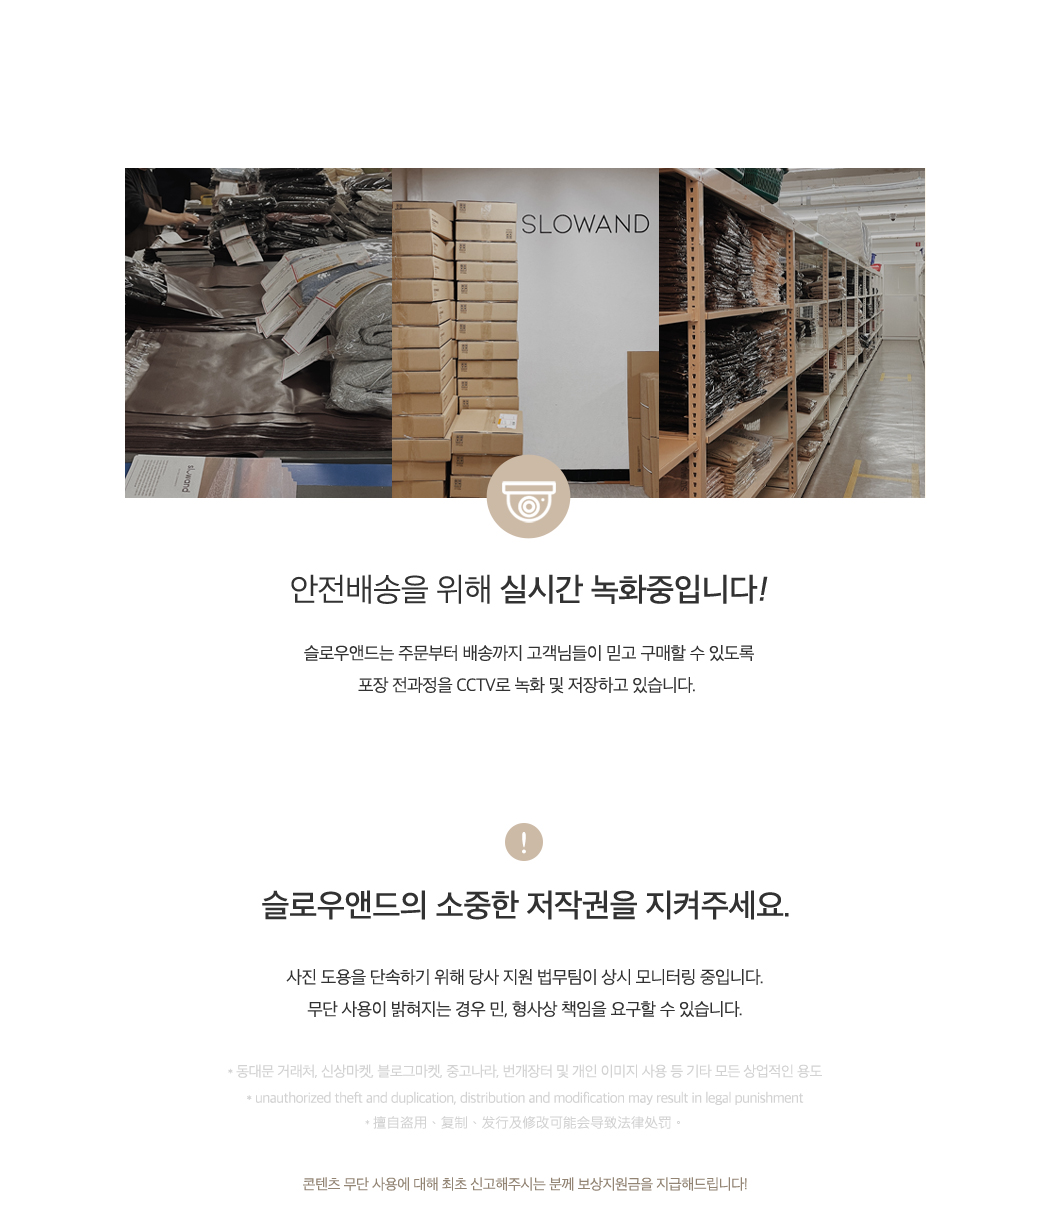 SLOWAND
slowand
안전배송을 위해 실시간 녹화중입니다!
슬로우앤드는 주문부터 배송까지 고객님들이 믿고 구매할 수 있도록
포장 전과정을 CCTV로 녹화 및 저장하고 있습니다.
!
슬로우앤드의 소중한 저작권을 지켜주세요.
사진 도용을 단속하기 위해 당사 지원 법무팀이 상시 모니터링 중입니다.
무단 사용이 밝혀지는 경우 민, 형사상 책임을 요구할 수 있습니다.
• 동대문 거래처, 신상마켓, 블로그마켓, 중고나라, 번개장터 및 개인 이미지 사용 등 기타 모든 상업적인 용도
• unauthorized theft and duplication, distribution and modification may result in legal punishment
• 擅自盗用、复制、发行及修改可能会导致法律处罚 •
콘텐츠 무단 사용에 대해 최초 신고해주시는 분께 보상지원금을 지급해드립니다!